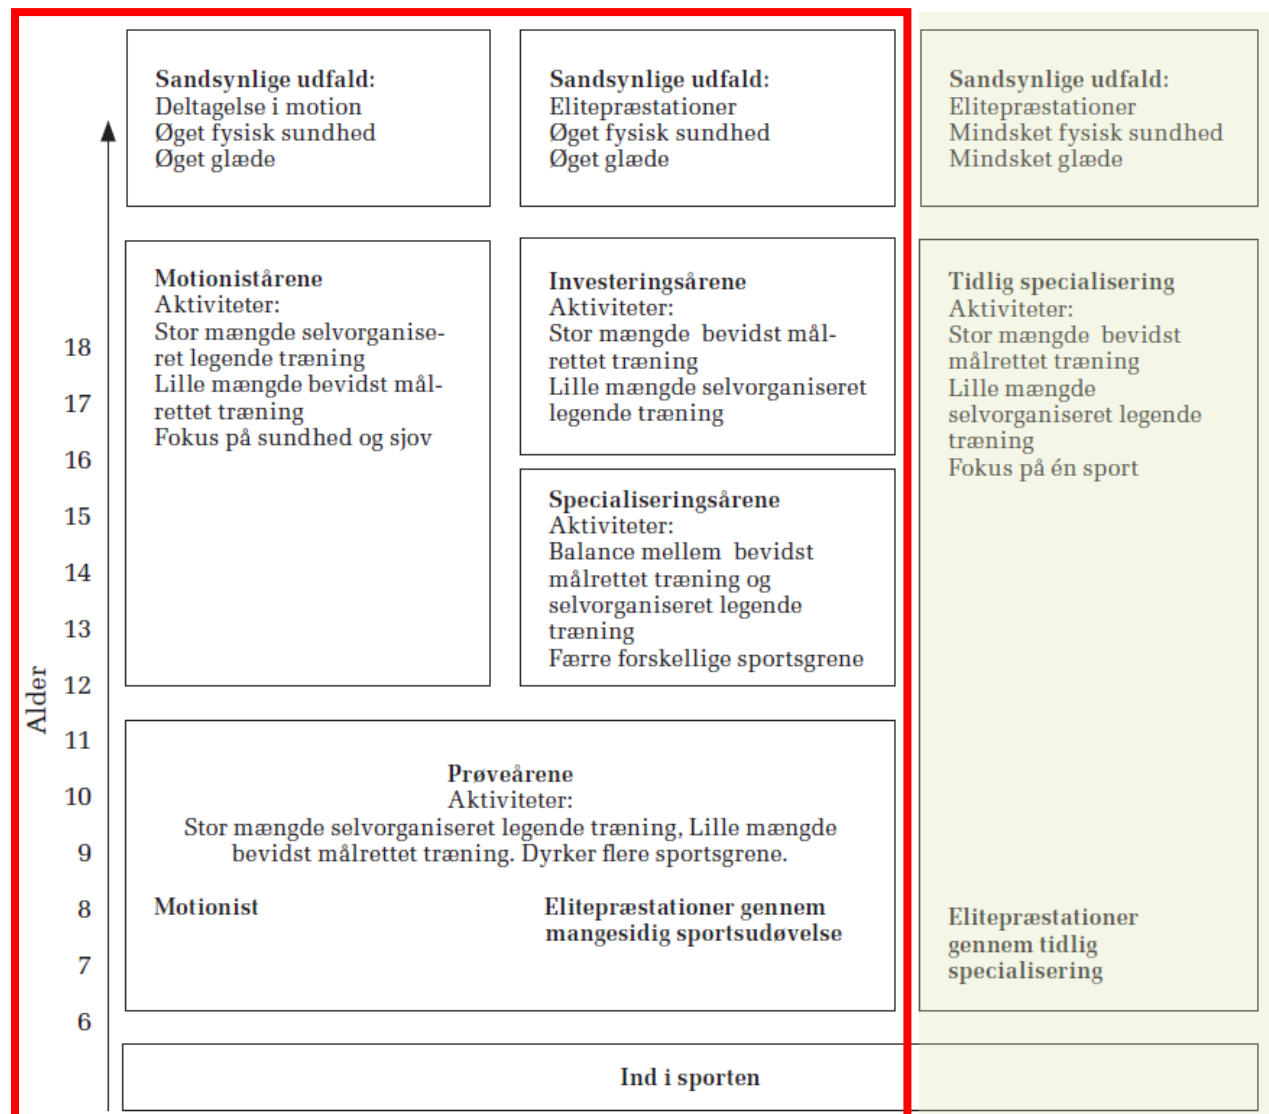 Sandsynlige udfald:
Deltagelse i motion
Øget fysisk sundhed
Øget glæde
Sandsynlige udfald:
Elitepræstationer
Øget fysisk sundhed
Øget glæde
Sandsynlige udfald:
Elitepræstationer
Mindsket fysisk sundhed
Mindsket glæde
Motionistårene
Aktiviteter:
Stor mængde selvorganise-
ret legende træning
Lille mængde bevidst mål-
rettet træning
Fokus på sundhed og sjov
Investeringsårene
Aktiviteter:
Stor mængde bevidst mål-
rettet træning
Lille mængde selvorganiseret
legende træning
Tidlig specialisering
Aktiviteter:
Stor mængde bevidst
målrettet træning
Lille mængde
selvorganiseret legende
træning
Fokus på én sport
Specialiseringsårene
Aktiviteter:
Balance mellem bevidst
målrettet træning og
selvorganiseret legende
træning
Færre forskellige sportsgrene
18
17
16
15
14
13
12
11
10
9
8
7
6
Alder
Prøveårene
Aktiviteter:
Stor mængde selvorganiseret legende træning, Lille mængde
bevidst målrettet træning. Dyrker flere sportsgrene.
Motionist
Elitepræstationer gennem
mangesidig sportsudøvelse
Elitepræstationer
gennem tidlig
specialisering
Ind i sporten